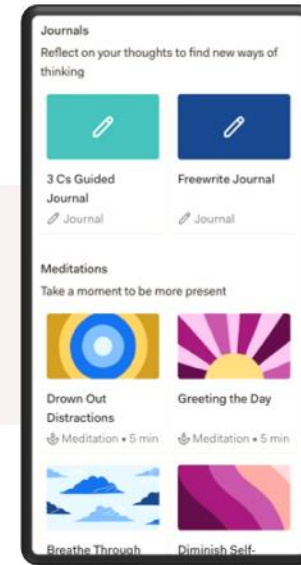 Journals
Reflect on your thoughts to find new ways of
thinking
3 Cs Guided
Journal
Freewrite Journal
Journal
Journal
Meditations
Take a moment to be more present
Drown Out
Distractions
Greeting the Day
Meditation • 5 min
Meditation • 5 min
Breathe Through
Diminish Self-